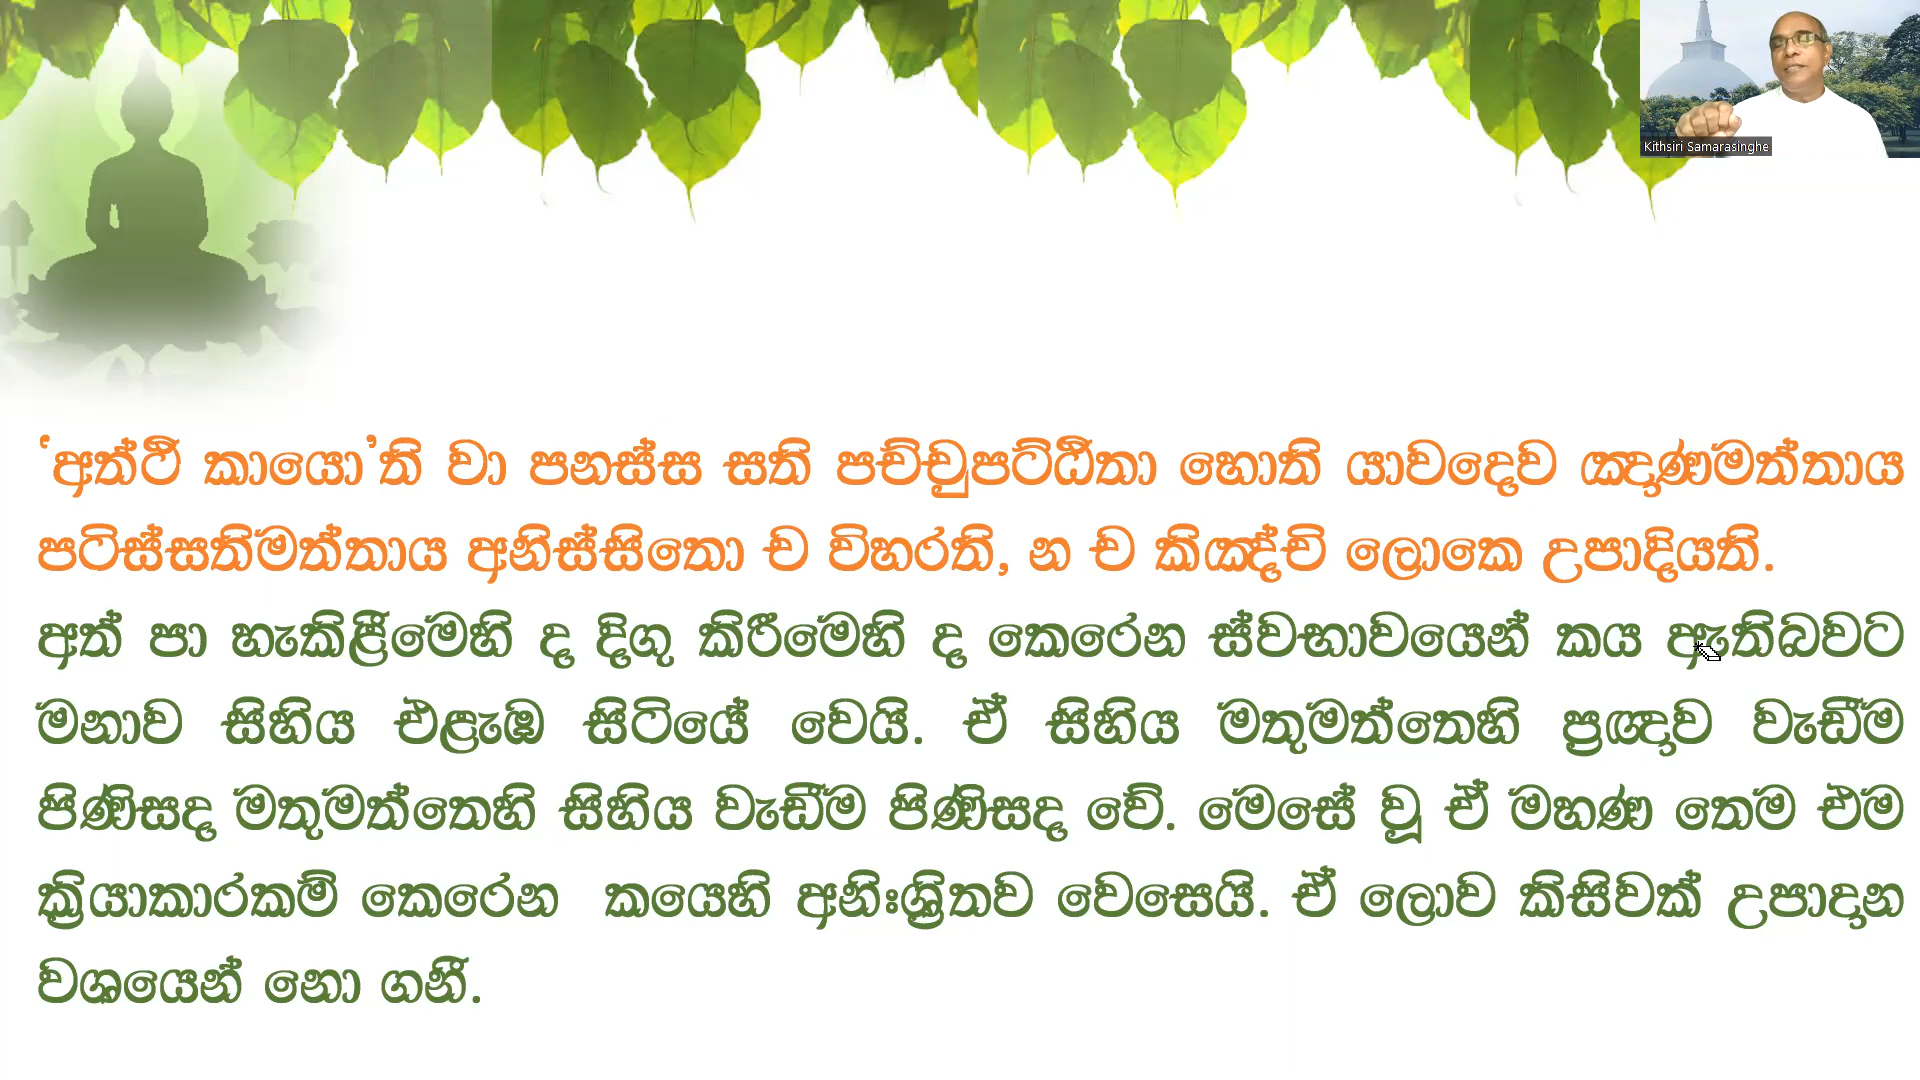 Kithsiri Samarasinghe
‘අත්ථි කායො’ති වා පනස්ස සති පච්චුපට්ඨිතා හොති යාවදෙව ඤාණමත්තාය
පටිස්සතිමත්තාය අනිස්සිතො ච විහරති, න ච කිඤ්චි ලොකෙ උපාදියති.
අත් පා හැකිළීමෙහි ද දිගු කිරීමෙහි ද කෙරෙන ස්වභාවයෙන් කය ඇතිබවට
මනාව සිහිය එළැඹ සිටියේ වෙයි. ඒ සිහිය මතුමත්තෙහි ප්‍රඥාව වැඩීම
පිණිසද මතුමත්තෙහි සිහිය වැඩීම පිණිසද වේ. මෙසේ වූ ඒ මහණ තෙම එම
ක්‍රියාකාරකම් කෙරෙන කයෙහි අනිඃශ්‍රිතව වෙසෙයි. ඒ ලොව කිසිවක් උපාදාන
වශයෙන් නො ගනී.